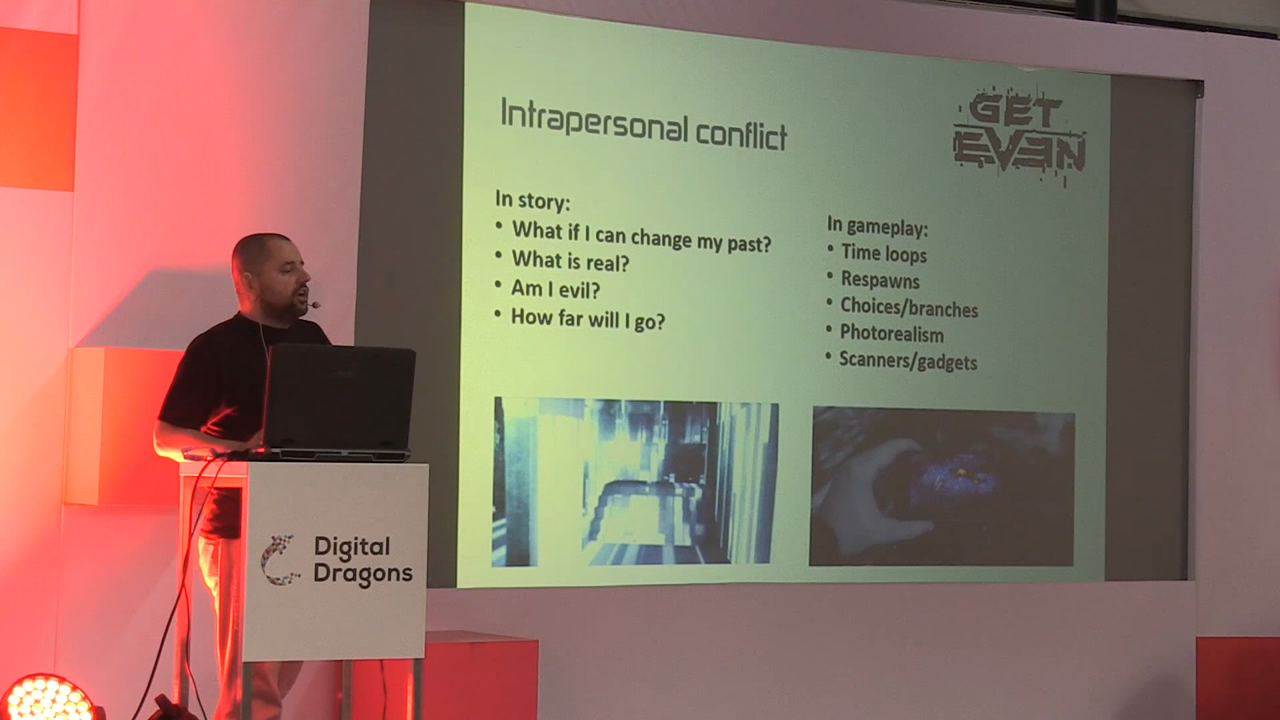 Intrapersonal conflict
GET
EVEN
In story:
• What if I can change my past?
• What is real?
• Am I evil?
• How far will I go?
In gameplay:
• Time loops
• Respawns
• Choices/branches
• Photorealism
• Scanners/gadgets
Digital
Dragons